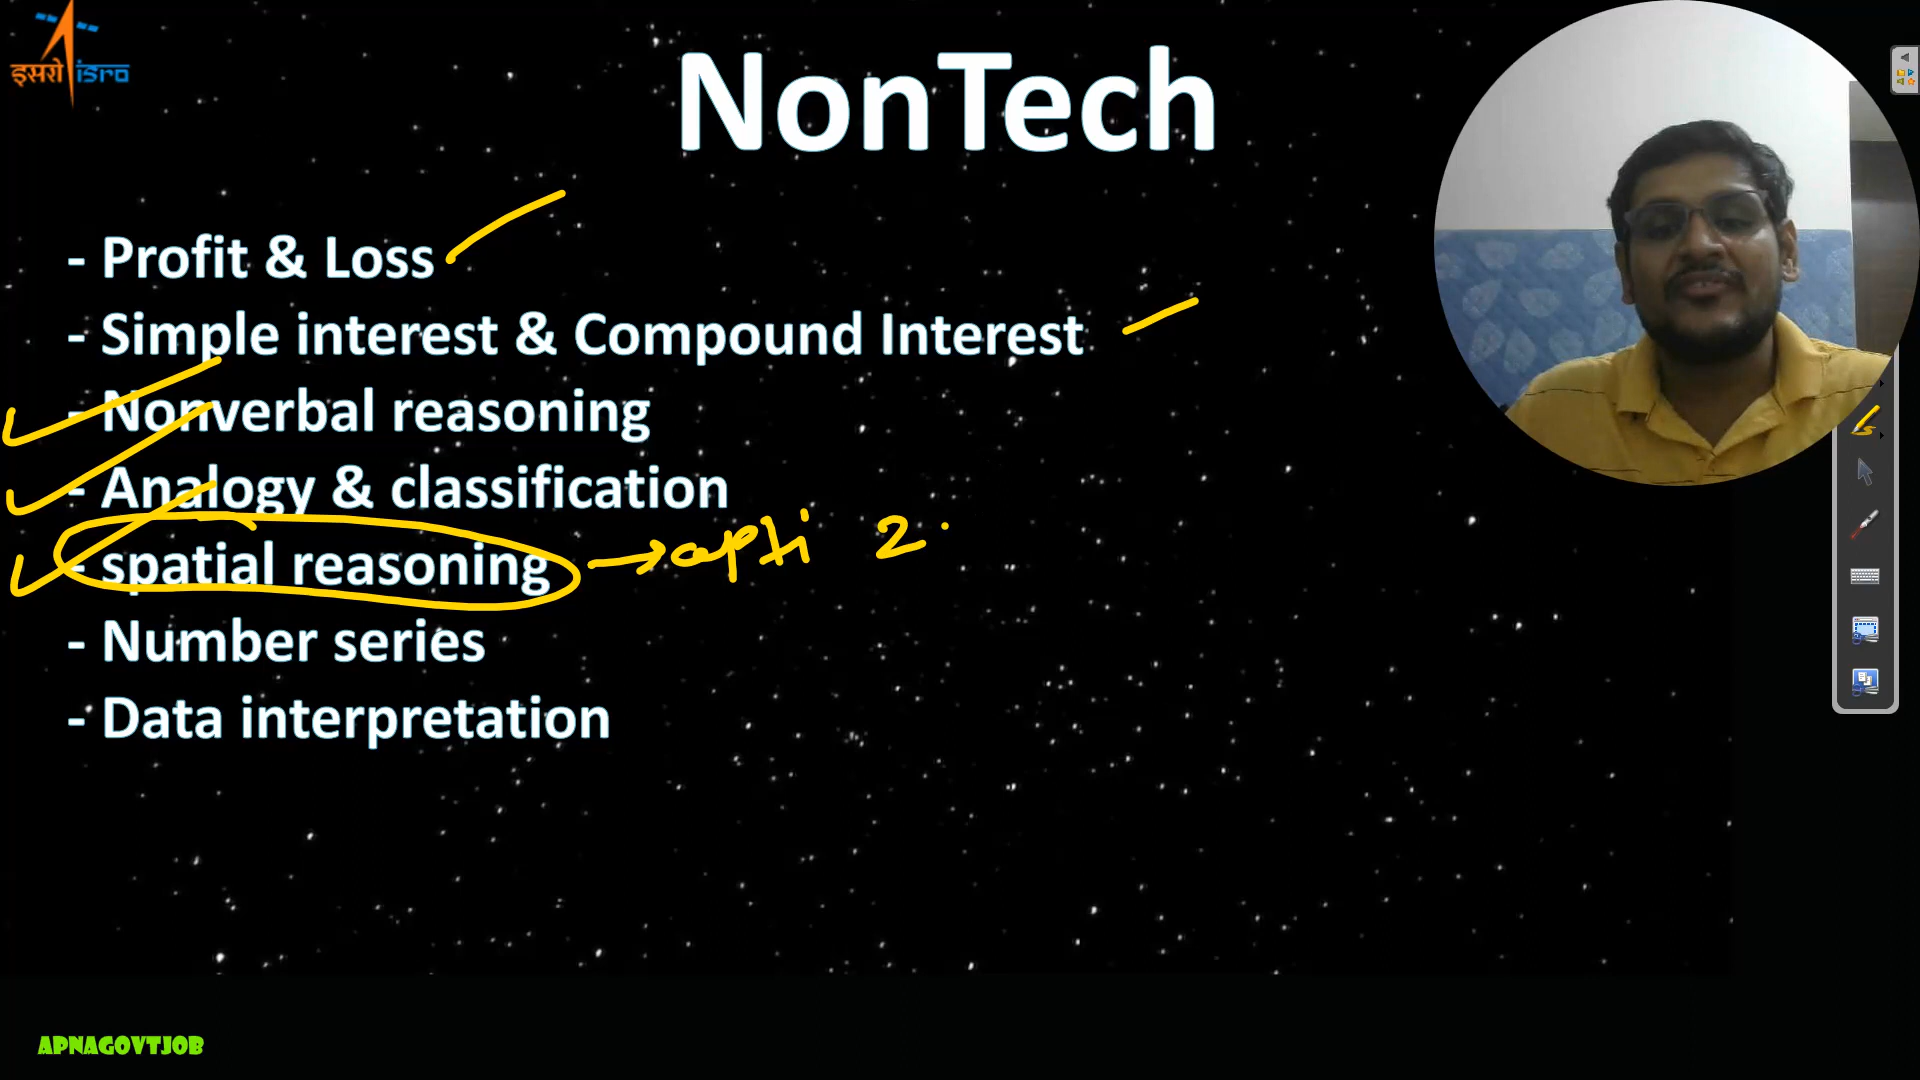 इसरो isro
NonTech
- Profit & Loss
- Simple interest & Compound Interest
- Nonverbal reasoning
- Analogy & classification
- spatial reasoning → apti 2.
- Number series
- Data interpretation
APNAGOVTJOB